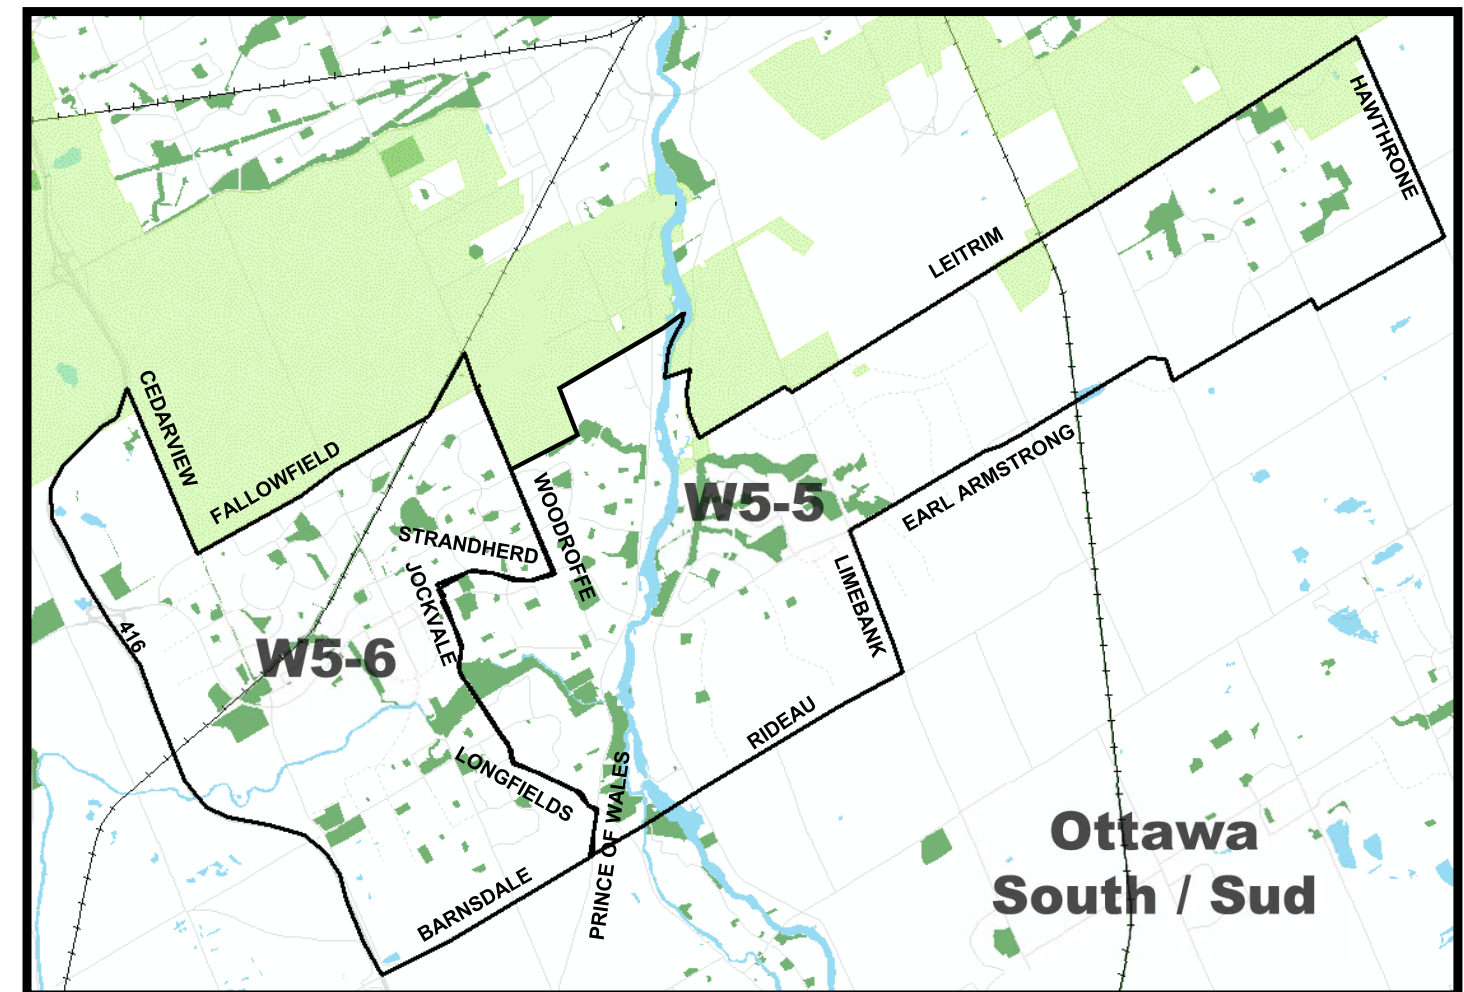 HAWTHRONE
LEITRIM
CEDARVIEW
FALLOWFIELD
EARL ARMSTRONG
WOODROFFE
W5-5
STRANDHERD
JOCKVALE
LIMEBANK
416
W5-6
RIDEAU
LONGFIELDS
PRINCE OF WALES
BARNSDALE
Ottawa
South / Sud